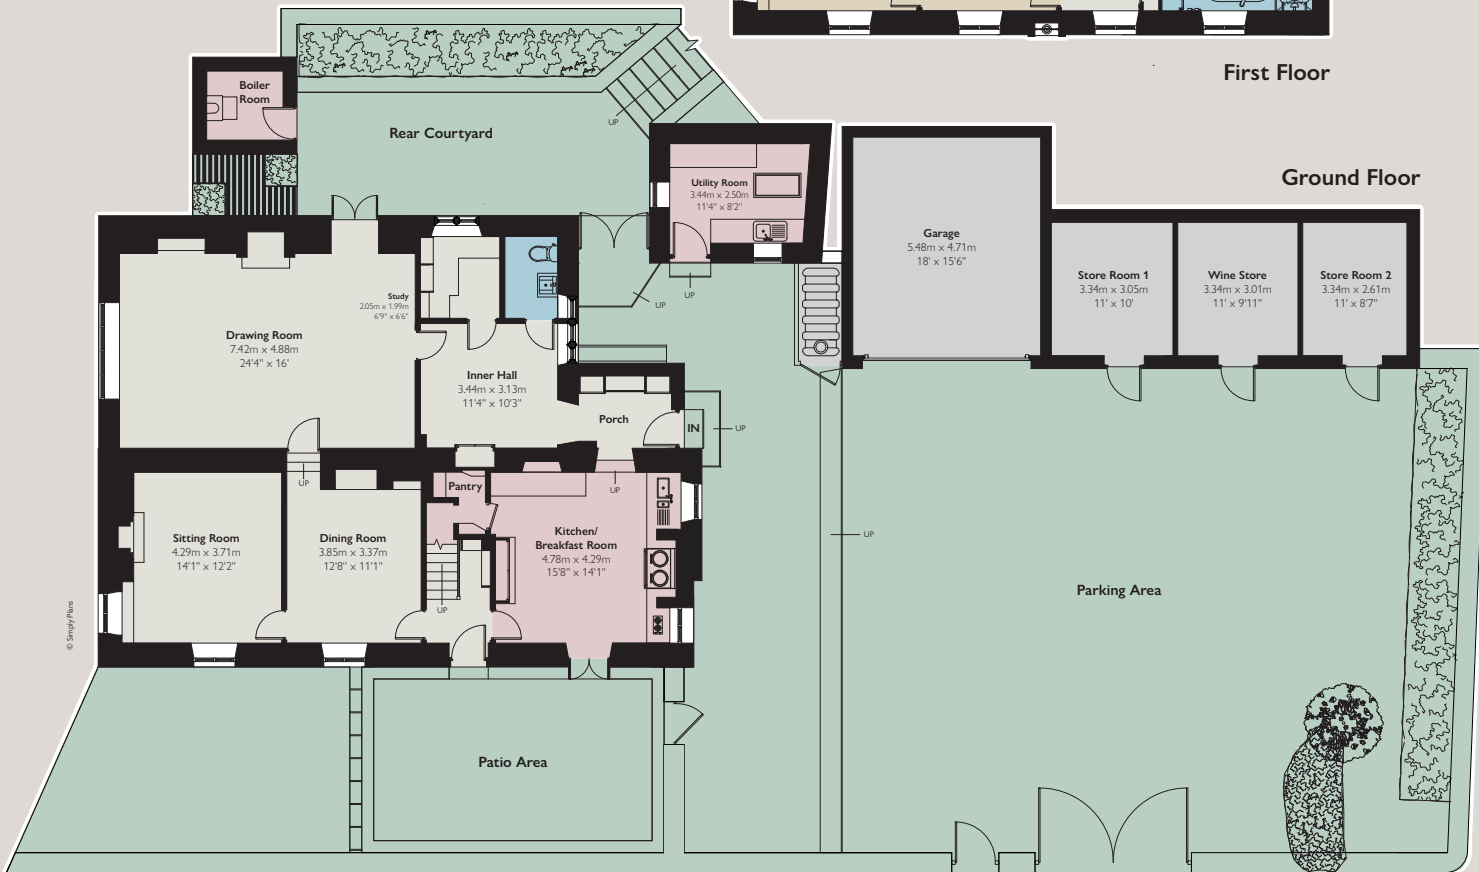 First Floor
Ground Floor
Boiler
Room
Rear Courtyard
UP
Utility Room
3.44m x 2.50m
11'4" x 8'2"
UP
UP
Garage
5.48m x 4.71m
18' x 15'6"
Store Room 1
3.34m x 3.05m
11' x 10'
Wine Store
3.34m x 3.01m
11' x 9'11"
Store Room 2
3.34m x 2.61m
11' x 8'7"
Study
2.05m x 1.99m
6'9" x 6'6"
Drawing Room
7.42m x 4.88m
24'4" x 16'
Inner Hall
3.44m x 3.13m
11'4" x 10'3"
Porch
IN
UP
UP
UP
Pantry
Sitting Room
4.29m x 3.71m
14'1" x 12'2"
Dining Room
3.85m x 3.37m
12'8" x 11'1"
Kitchen/
Breakfast Room
4.78m x 4.29m
15'8" x 14'1"
UP
UP
Parking Area
Patio Area
© Simply Plans